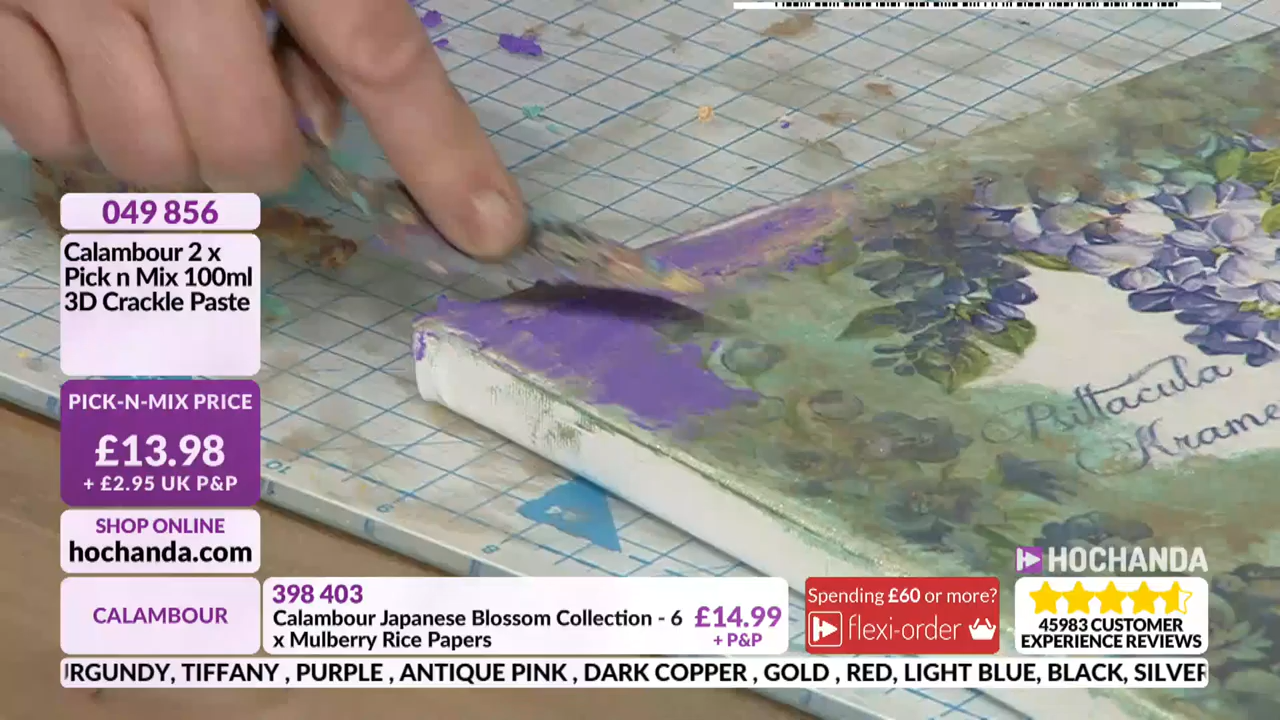 049 856
Calambour 2 x
Pick n Mix 100ml
3D Crackle Paste
PICK-N-MIX PRICE
£13.98
+ £2.95 UK P&P
SHOP ONLINE
hochanda.com
Psittacula
HOCHANDA
CALAMBOUR
398 403
Calambour Japanese Blossom Collection - 6
x Mulberry Rice Papers
£14.99
+ P&P
Spending £60 or more?
flexi-order
45983 CUSTOMER
EXPERIENCE REVIEWS
URGUNDY, TIFFANY , PURPLE , ANTIQUE PINK , DARK COPPER , GOLD , RED, LIGHT BLUE, BLACK, SILVER